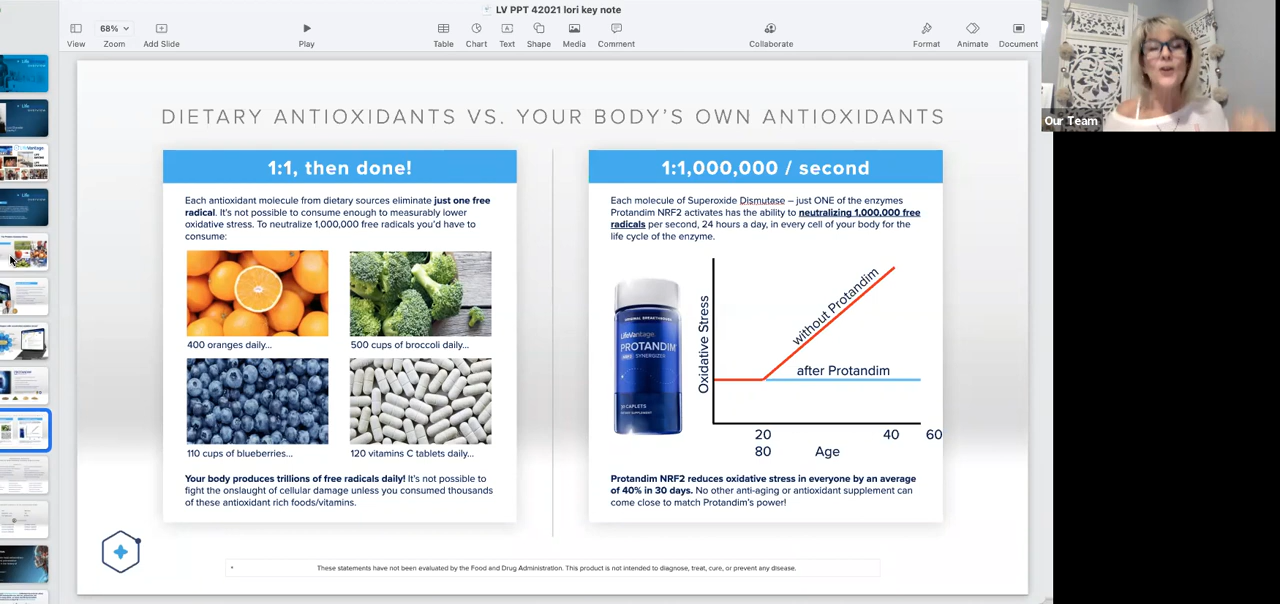 LV PPT 42021 lori key note
68%
View
Zoom
Add Slide
Play
Table
Chart
Text
Shape
Media
Comment
Collaborate
Format
Animate
Document
Our Team
DIETARY ANTIOXIDANTS VS. YOUR BODY'S OWN ANTIOXIDANTS
1:1, then done!
Each antioxidant molecule from dietary sources eliminate just one free
radical. It's not possible to consume enough to measurably lower
oxidative stress. To neutralize 1,000,000 free radicals you'd have to
consume:
400 oranges daily...
500 cups of broccoli daily...
110 cups of blueberries...
120 vitamins C tablets daily...
Your body produces trillions of free radicals daily! It's not possible to
fight the onslaught of cellular damage unless you consumed thousands
of these antioxidant rich foods/vitamins.
1:1,000,000 / second
Each molecule of Superoxide Dismutase – just ONE of the enzymes
Protandim NRF2 activates has the ability to neutralizing 1,000,000 free
radicals per second, 24 hours a day, in every cell of your body for the
life cycle of the enzyme.
LifeVantage
PROTANDIM
SYNERGIZER
30 CAPLETS
Oxidative Stress
without Protandim
after Protandim
20
40
60
80
Age
Protandim NRF2 reduces oxidative stress in everyone by an average
of 40% in 30 days. No other anti-aging or antioxidant supplement can
come close to match Protandim's power!
These statements have not been evaluated by the Food and Drug Administration. This product is not intended to diagnose, treat, cure, or prevent any disease.